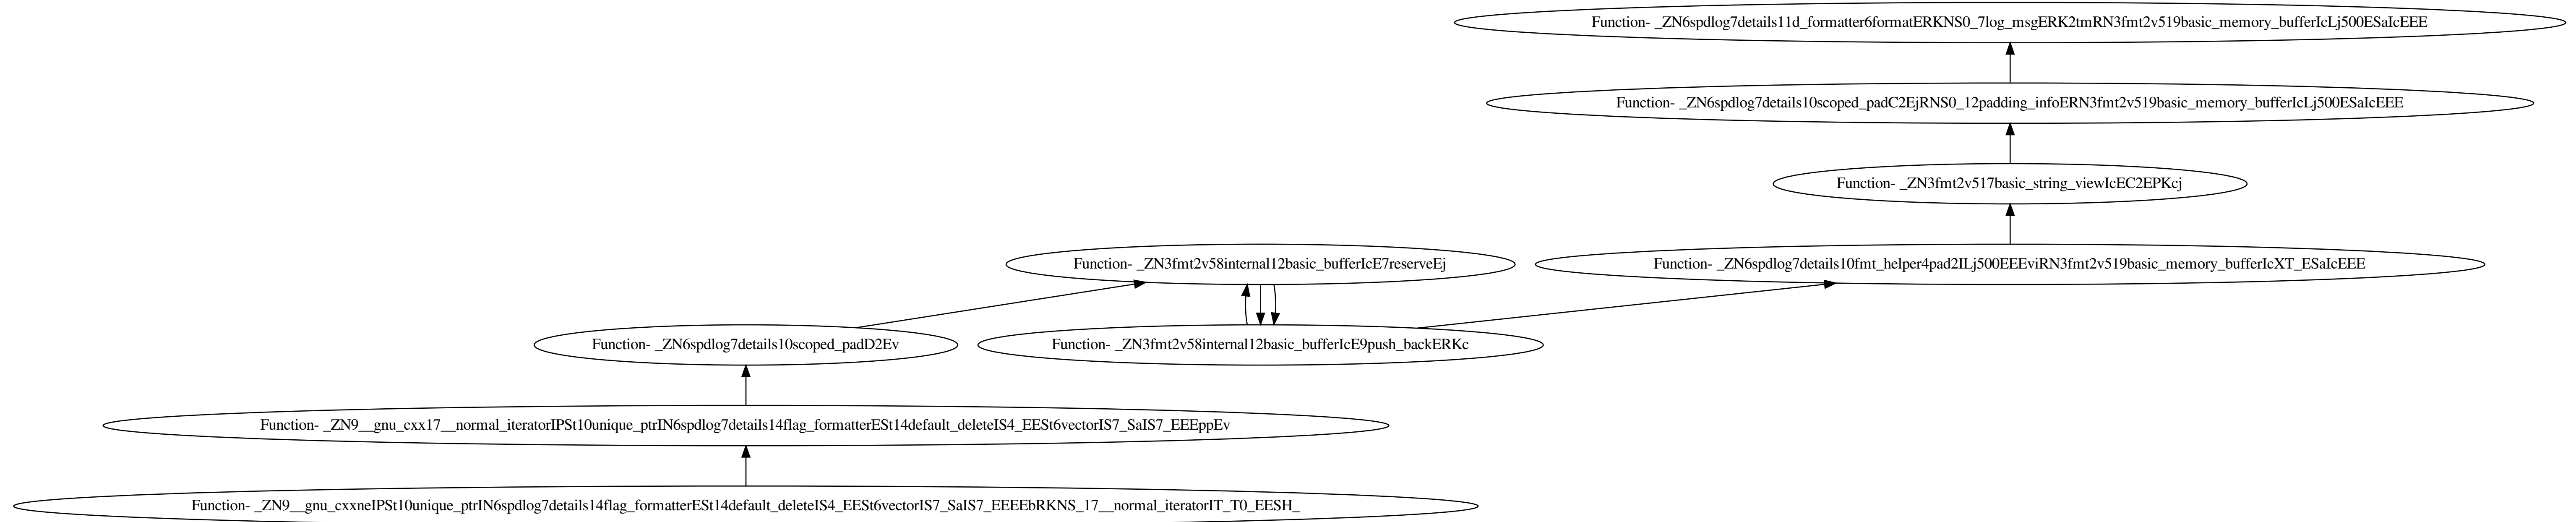 Function- _ZN6spdlog7details11d_formatter6formatERKNS0_7log_msgERK2tmRN3fmt2v519basic_memory_bufferIcLj500ESaIcEEE
Function- _ZN6spdlog7details10scoped_padC2EjRNS0_12padding_infoERN3fmt2v519basic_memory_bufferIcLj500ESaIcEEE
Function- _ZN3fmt2v517basic_string_viewIcEC2EPKcj
Function- _ZN3fmt2v58internal12basic_bufferIcE7reserveEj
Function- _ZN6spdlog7details10fmt_helper4pad2ILj500EEEviRN3fmt2v519basic_memory_bufferIcXT_ESaIcEEE
Function- _ZN6spdlog7details10scoped_padD2Ev
Function- _ZN3fmt2v58internal12basic_bufferIcE9push_backERKc
Function- _ZN9__gnu_cxx17__normal_iteratorIPSt10unique_ptrIN6spdlog7details14flag_formatterESt14default_deleteIS4_EESt6vectorIS7_SaIS7_EEEppEv
Function- _ZN9__gnu_cxxneIPSt10unique_ptrIN6spdlog7details14flag_formatterESt14default_deleteIS4_EESt6vectorIS7_SaIS7_EEEEbRKNS_17__normal_iteratorIT_T0_EESH_